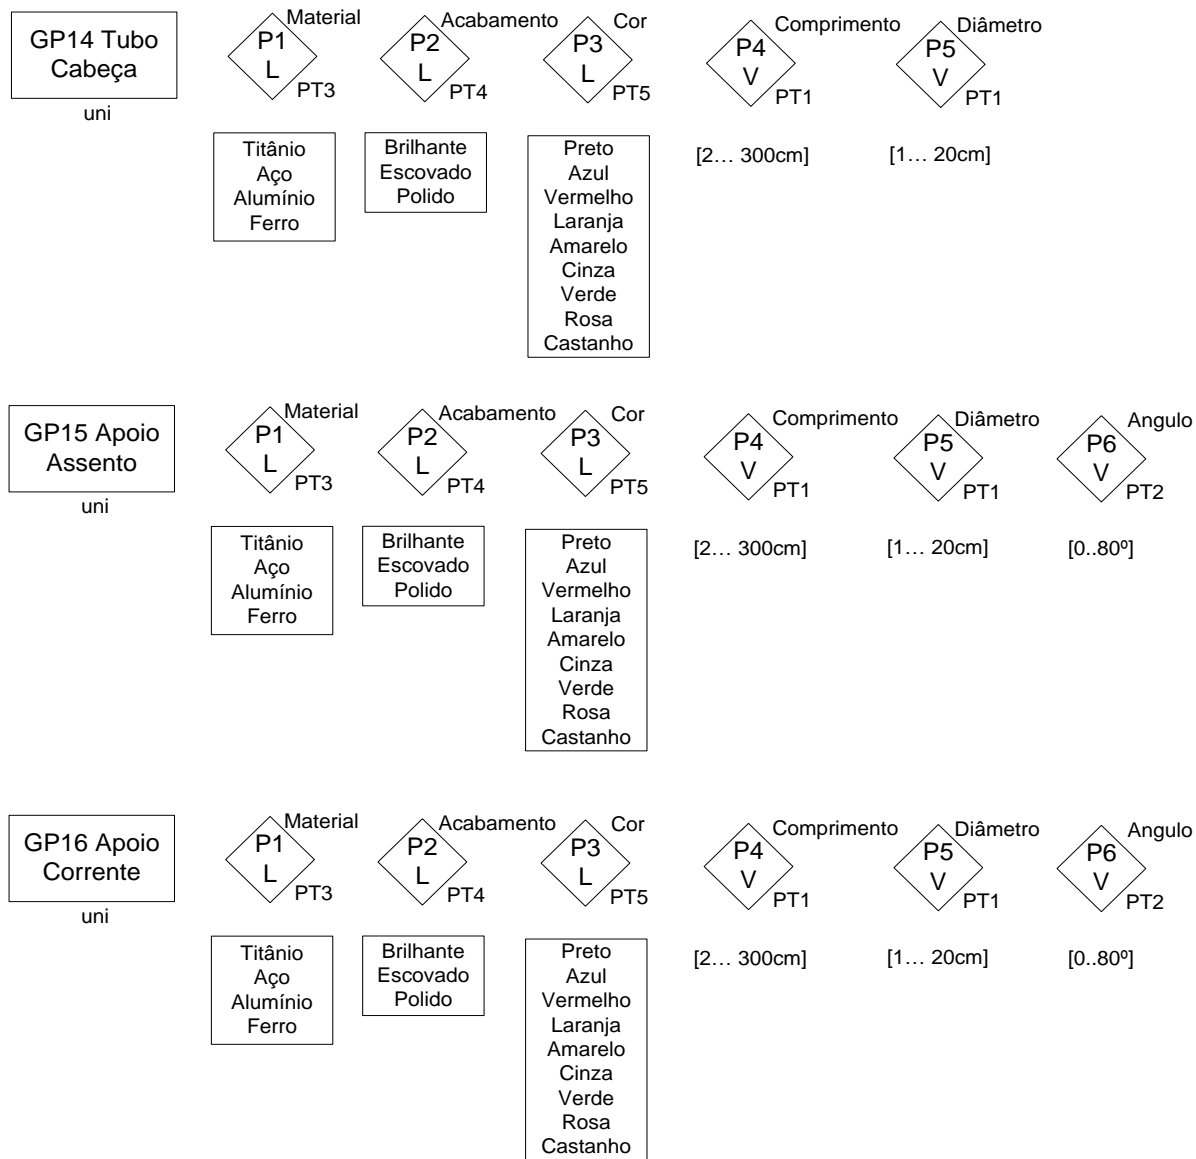 GP14 Tubo
Cabeça
uni
Material
P1
L
PT3
Titânio
Aço
Alumínio
Ferro
Acabamento
P2
L
PT4
Brilhante
Escovado
Polido
Cor
P3
L
PT5
Preto
Azul
Vermelho
Laranja
Amarelo
Cinza
Verde
Rosa
Castanho
Comprimento
P4
V
PT1
[2… 300cm]
Diâmetro
P5
V
PT1
[1… 20cm]
GP15 Apoio
Assento
uni
Material
P1
L
PT3
Titânio
Aço
Alumínio
Ferro
Acabamento
P2
L
PT4
Brilhante
Escovado
Polido
Cor
P3
L
PT5
Preto
Azul
Vermelho
Laranja
Amarelo
Cinza
Verde
Rosa
Castanho
Comprimento
P4
V
PT1
[2… 300cm]
Diâmetro
P5
V
PT1
[1… 20cm]
Angulo
P6
V
PT2
[0..80º]
GP16 Apoio
Corrente
uni
Material
P1
L
PT3
Titânio
Aço
Alumínio
Ferro
Acabamento
P2
L
PT4
Brilhante
Escovado
Polido
Cor
P3
L
PT5
Preto
Azul
Vermelho
Laranja
Amarelo
Cinza
Verde
Rosa
Castanho
Comprimento
P4
V
PT1
[2… 300cm]
Diâmetro
P5
V
PT1
[1… 20cm]
Angulo
P6
V
PT2
[0..80º]